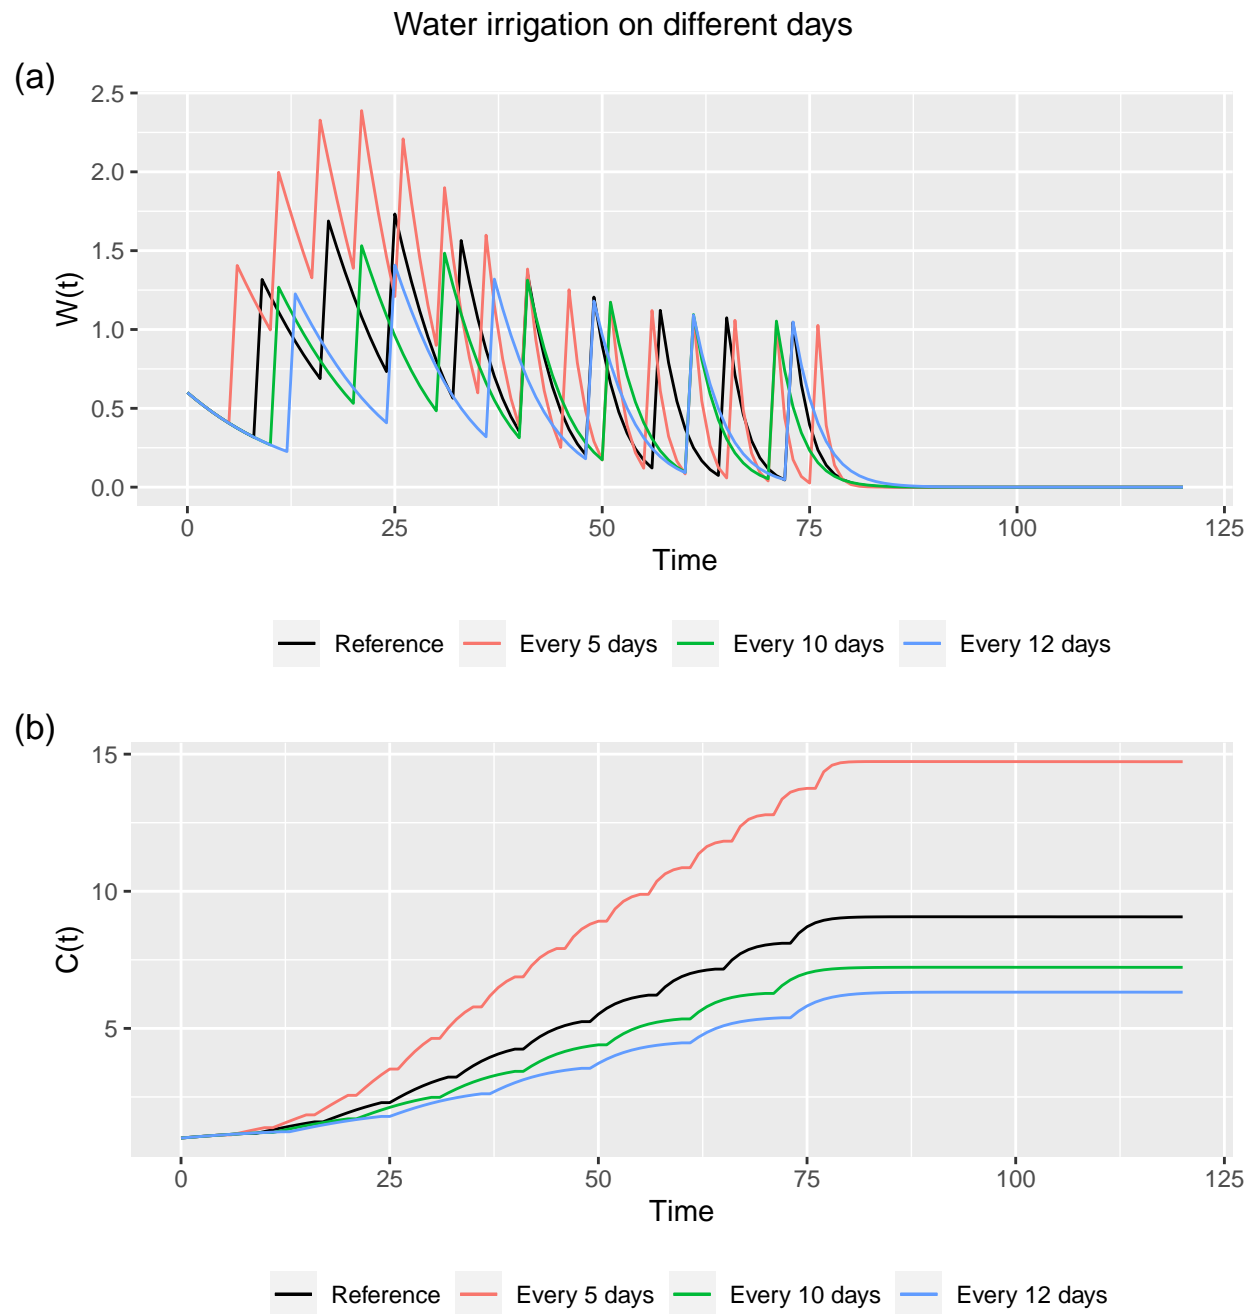 Water irrigation on different days
(a)
2.5
2.0
1.5
1.0
0.5
0.0
W(t)
0 25 50 75 100 125
Time
Reference Every 5 days Every 10 days Every 12 days
(b)
15
10
5
C(t)
0 25 50 75 100 125
Time
Reference Every 5 days Every 10 days Every 12 days